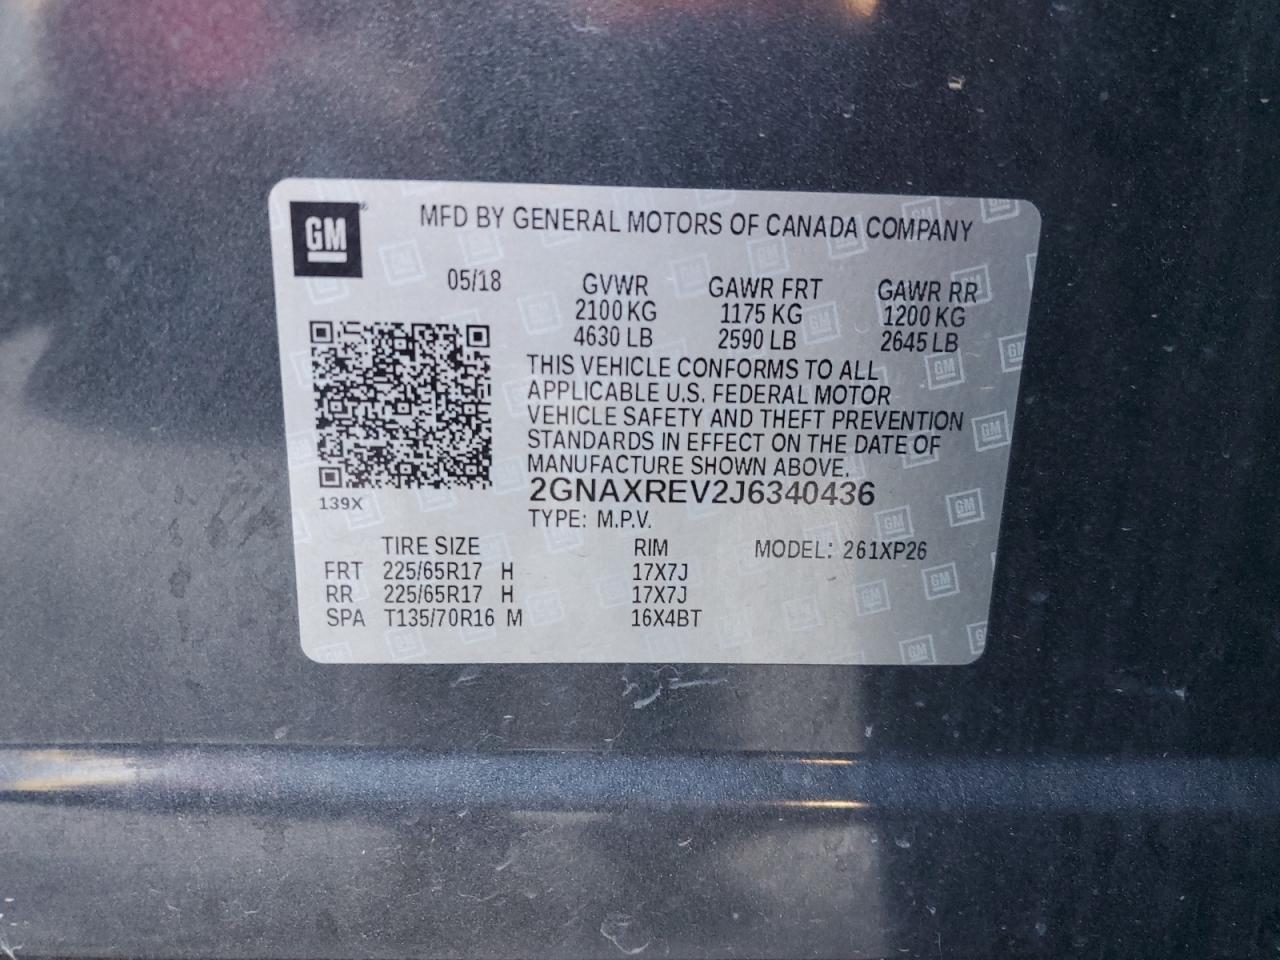 GM
MFD BY GENERAL MOTORS OF CANADA COMPANY
05/18 GVWR GAWR FRT GAWR RR
2100 KG 1175 KG 1200 KG
4630 LB 2590 LB 2645 LB
THIS VEHICLE CONFORMS TO ALL
APPLICABLE U.S. FEDERAL MOTOR
VEHICLE SAFETY AND THEFT PREVENTION
STANDARDS IN EFFECT ON THE DATE OF
MANUFACTURE SHOWN ABOVE.
2GNAXREV2J6340436
139X
TYPE: M.P.V.
TIRE SIZE RIM MODEL: 261XP26
FRT 225/65R17 H 17X7J
RR 225/65R17 H 17X7J
SPA T135/70R16 M 16X4BT